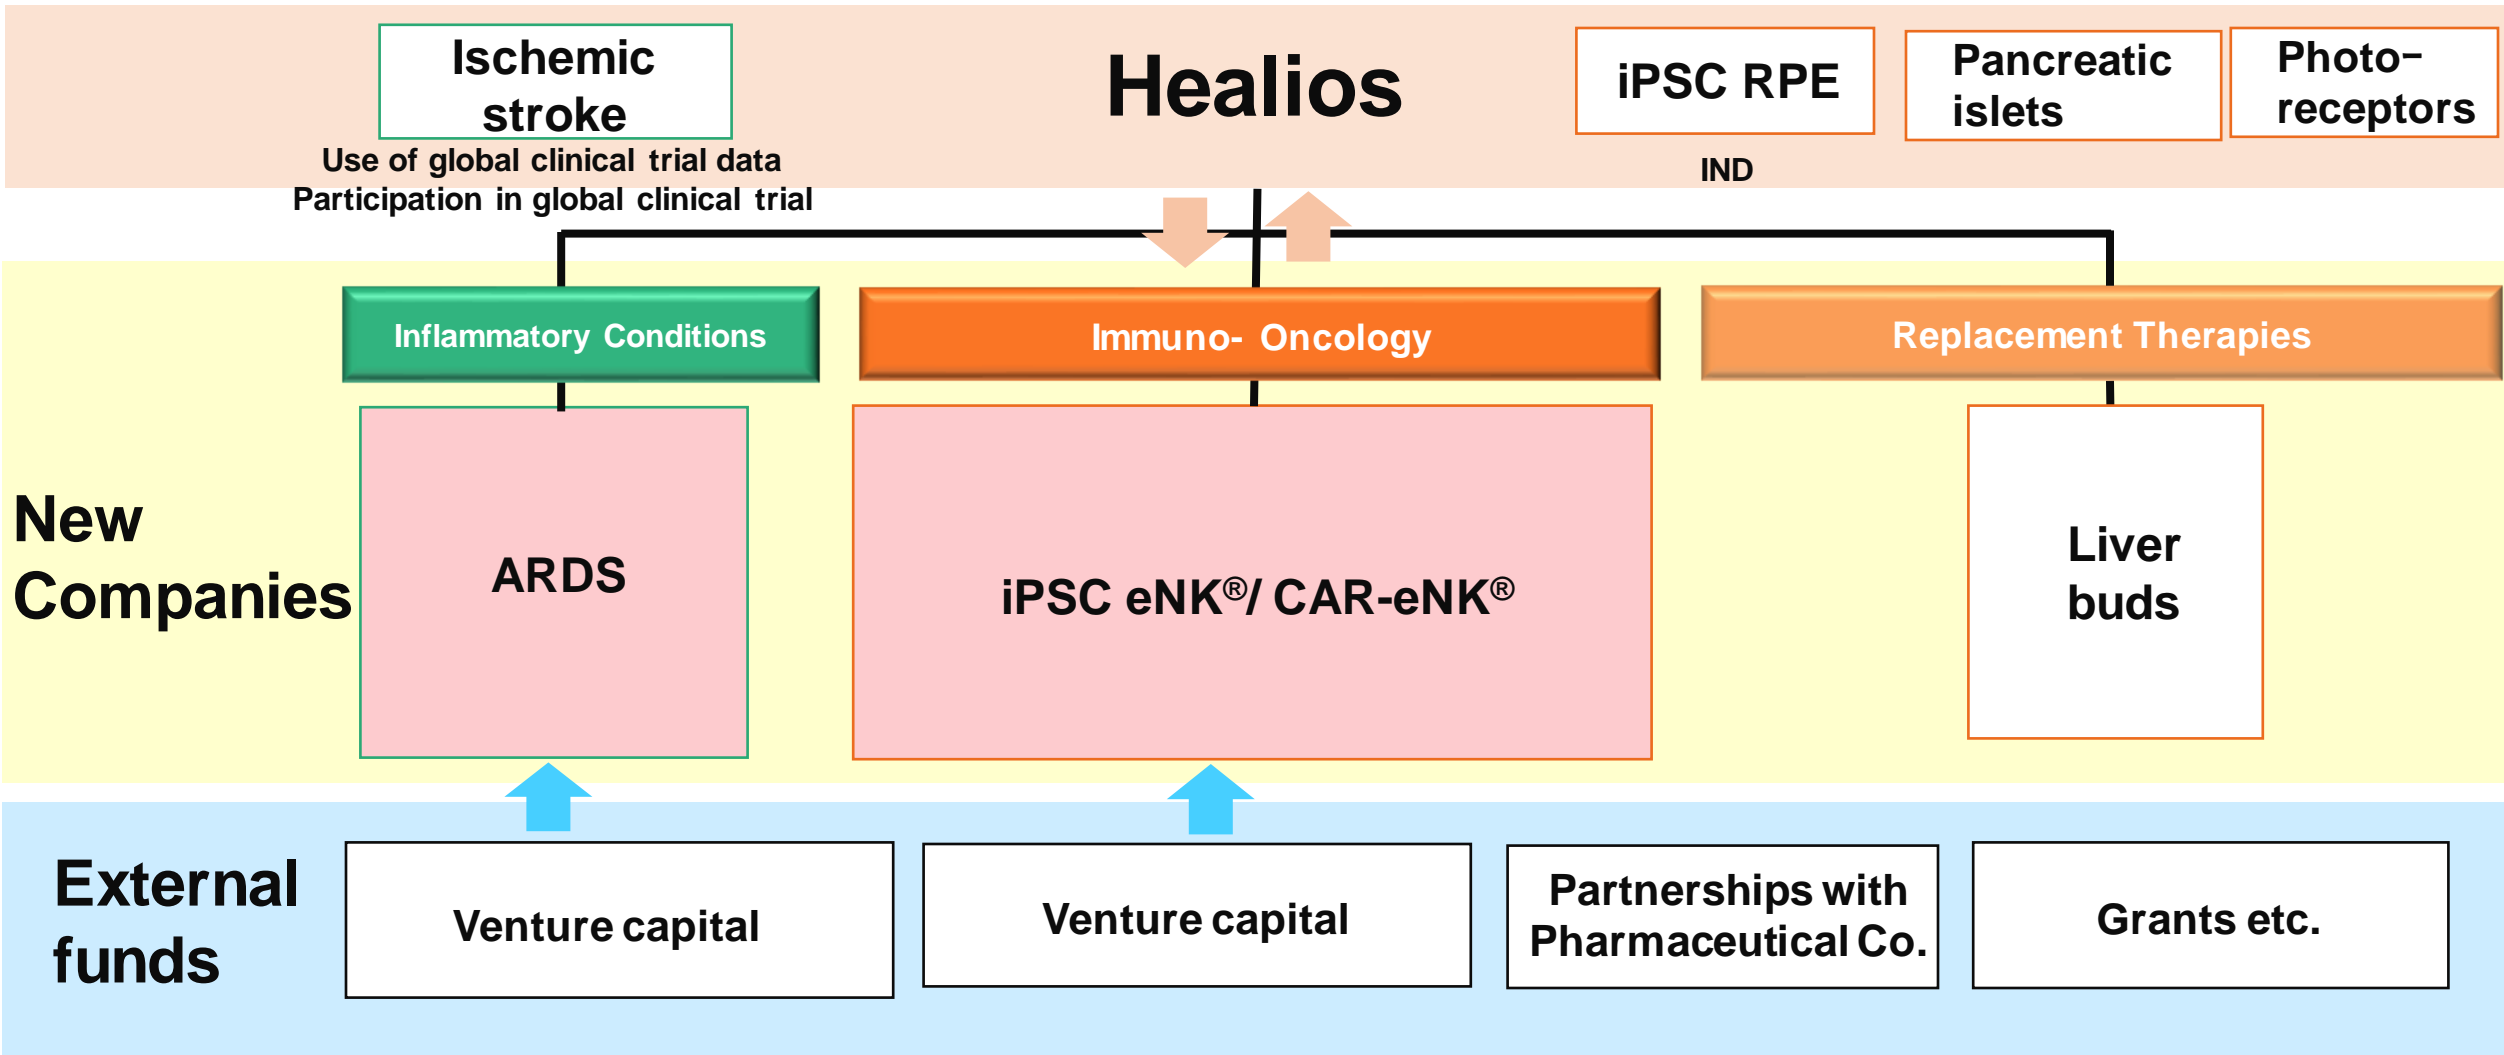 Ischemic
stroke
Use of global clinical trial data
Participation in global clinical trial
Healios
iPSC RPE
IND
Pancreatic
islets
Photo-
receptors
Inflammatory Conditions
Immuno- Oncology
Replacement Therapies
New
Companies
ARDS
iPSC eNK®/ CAR-eNK®
Liver
buds
External
funds
Venture capital
Venture capital
Partnerships with
Pharmaceutical Co.
Grants etc.